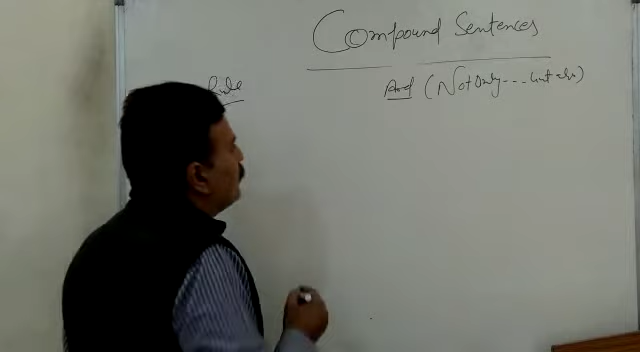 Compound Sentences
Rule
And (Not only --- but also)